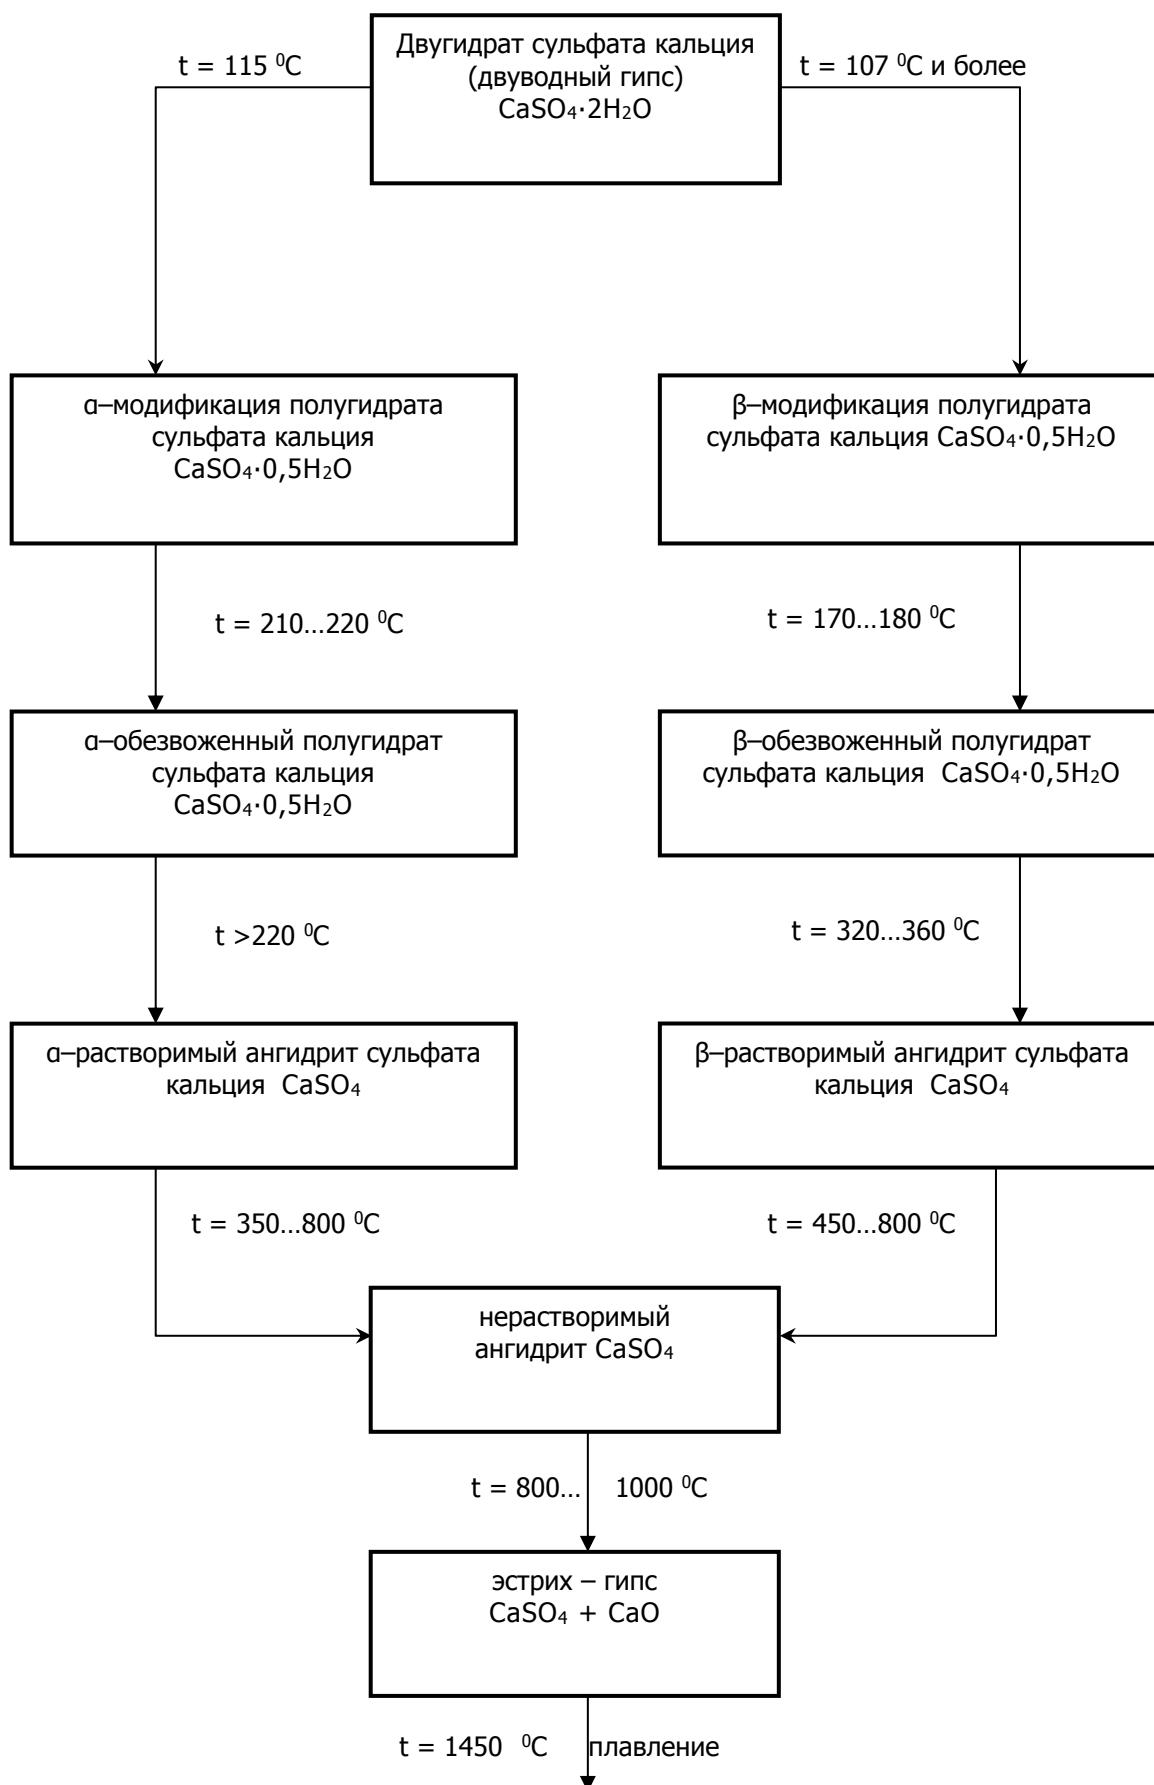 Двугидрат сульфата кальция
(двуводный гипс)
CaSO₄·2H₂O
t = 115 ⁰C
t = 107 ⁰C и более
α–модификация полугидрата
сульфата кальция
CaSO₄·0,5H₂O
β–модификация полугидрата
сульфата кальция CaSO₄·0,5H₂O
t = 210…220 ⁰C
t = 170…180 ⁰C
α–обезвоженный полугидрат
сульфата кальция
CaSO₄·0,5H₂O
β–обезвоженный полугидрат
сульфата кальция CaSO₄·0,5H₂O
t >220 ⁰C
t = 320…360 ⁰C
α–растворимый ангидрит сульфата
кальция CaSO₄
β–растворимый ангидрит сульфата
кальция CaSO₄
t = 350…800 ⁰C
t = 450…800 ⁰C
нерастворимый
ангидрит CaSO₄
t = 800… 1000 ⁰C
эстрих – гипс
CaSO₄ + CaO
t = 1450 ⁰C плавление